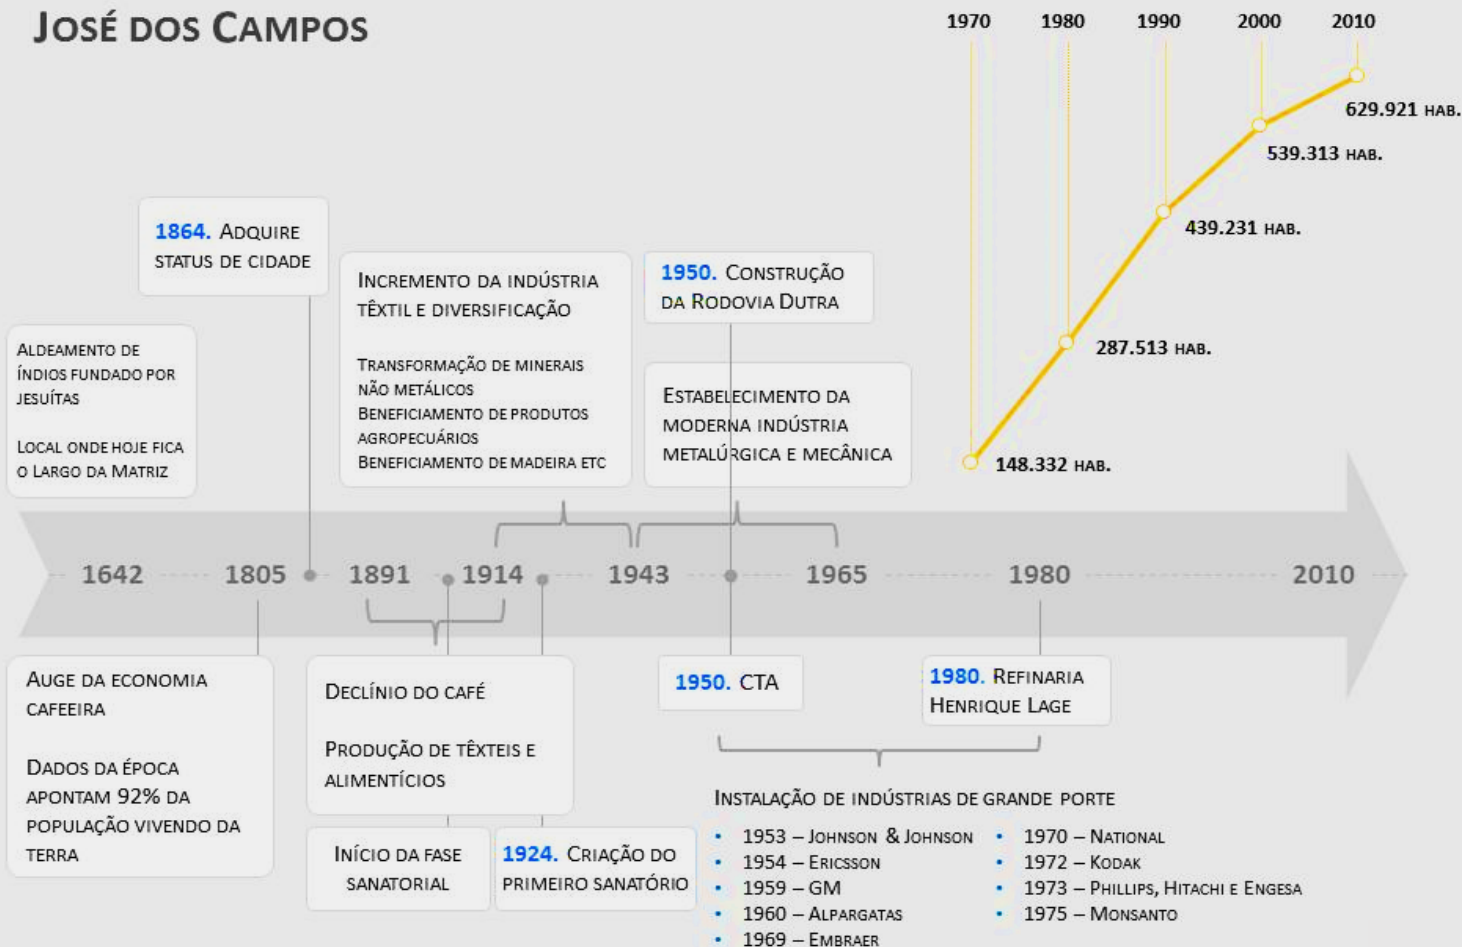 JOSÉ DOS CAMPOS
1970 1980 1990 2000 2010
629.921 HAB.
539.313 HAB.
439.231 HAB.
287.513 HAB.
148.332 HAB.
1864. ADQUIRE
STATUS DE CIDADE
ALDEAMENTO DE
ÍNDIOS FUNDADO POR
JESUÍTAS
LOCAL ONDE HOJE FICA
O LARGO DA MATRIZ
INCREMENTO DA INDÚSTRIA
TÊXTIL E DIVERSIFICAÇÃO
TRANSFORMAÇÃO DE MINERAIS
NÃO METÁLICOS
BENEFICIAMENTO DE PRODUTOS
AGROPECUÁRIOS
BENEFICIAMENTO DE MADEIRA ETC
1950. CONSTRUÇÃO
DA RODOVIA DUTRA
ESTABELECIMENTO DA
MODERNA INDÚSTRIA
METALÚRGICA E MECÂNICA
1642 1805 1891 1914 1943 1965 1980 2010
AUGE DA ECONOMIA
CAFEEIRA
DADOS DA ÉPOCA
APONTAM 92% DA
POPULAÇÃO VIVENDO DA
TERRA
DECLÍNIO DO CAFÉ
PRODUÇÃO DE TÊXTEIS E
ALIMENTÍCIOS
INÍCIO DA FASE
SANATORIAL
1924. CRIAÇÃO DO
PRIMEIRO SANATÓRIO
1950. CTA
1980. REFINARIA
HENRIQUE LAGE
INSTALAÇÃO DE INDÚSTRIAS DE GRANDE PORTE
• 1953 – JOHNSON & JOHNSON
• 1954 – ERICSSON
• 1959 – GM
• 1960 – ALPARGATAS
• 1969 – EMBRAER
• 1970 – NATIONAL
• 1972 – KODAK
• 1973 – PHILLIPS, HITACHI E ENGESA
• 1975 – MONSANTO